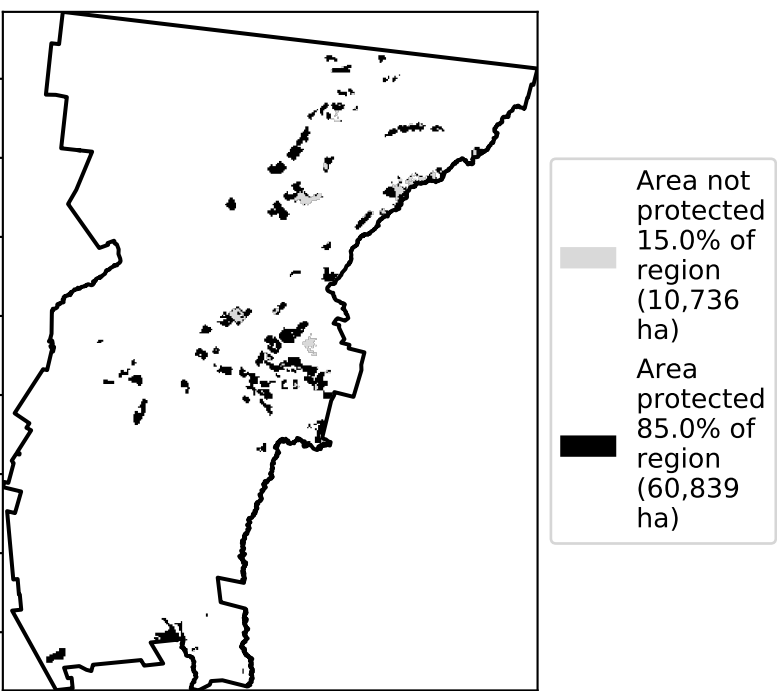 Area not
protected
15.0% of
region
(10,736
ha)
Area
protected
85.0% of
region
(60,839
ha)